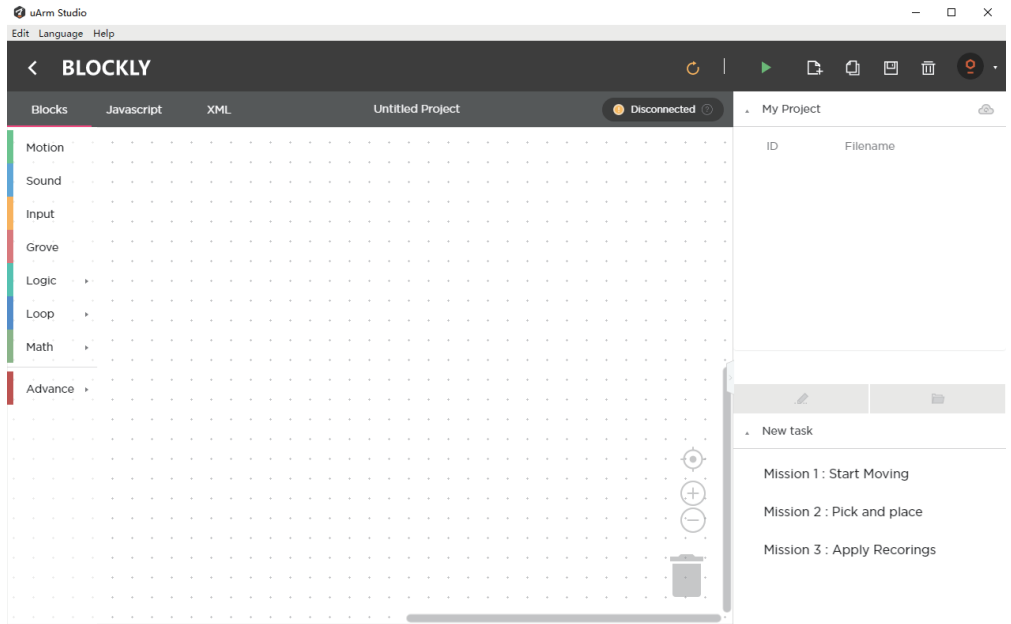 uArm Studio
Edit Language Help
BLOCKLY
Blocks Javascript XML Untitled Project Disconnected ?
My Project
ID Filename
Motion
Sound
Input
Grove
Logic
Loop
Math
Advance
New task
Mission 1 : Start Moving
Mission 2 : Pick and place
Mission 3 : Apply Recorings